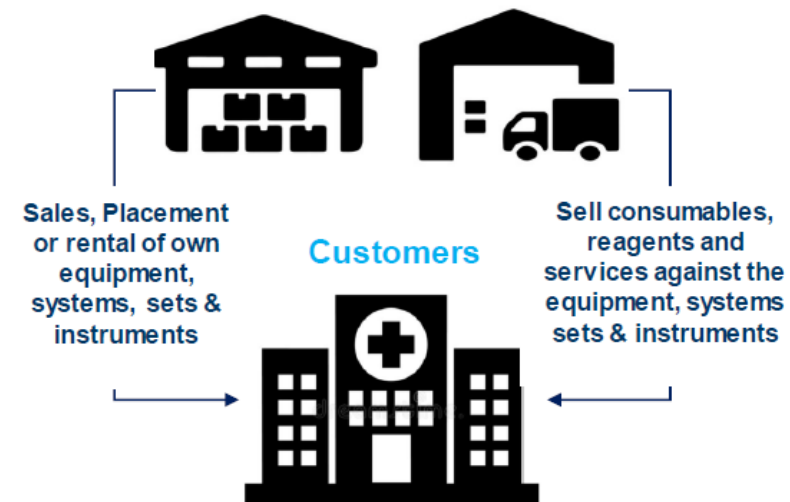 Sales, Placement
or rental of own
equipment,
systems, sets &
instruments
Customers
Sell consumables,
reagents and
services against the
equipment, systems
sets & instruments